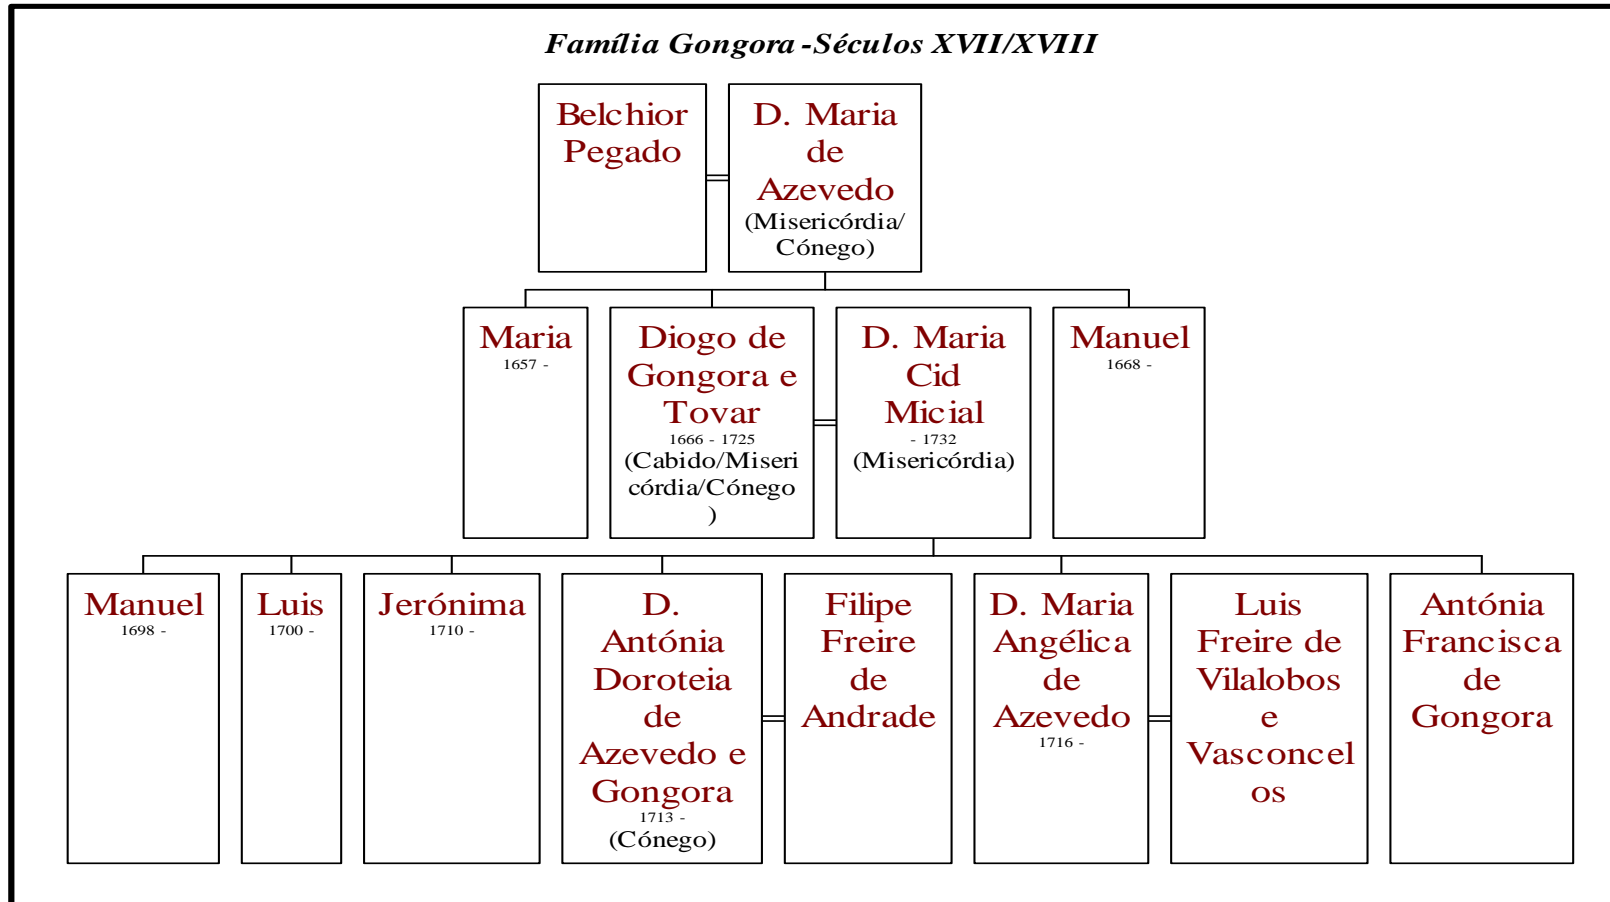 Família Gongora -Séculos XVII/XVIII
Belchior
Pegado
D. Maria
de
Azevedo
(Misericórdia/
Cónego)
Maria
1657 -
Diogo de
Gongora e
Tovar
1666 - 1725
(Cabido/Miseri
córdia/Cónego
)
D. Maria
Cid
Micial
- 1732
(Misericórdia)
Manuel
1668 -
Manuel
1698 -
Luis
1700 -
Jerónima
1710 -
D.
Antónia
Doroteia
de
Azevedo e
Gongora
1713 -
(Cónego)
Filipe
Freire
de
Andrade
D. Maria
Angélica
de
Azevedo
1716 -
Luis
Freire de
Vilalobos
e
Vasconcel
os
Antónia
Francisca
de
Gongora